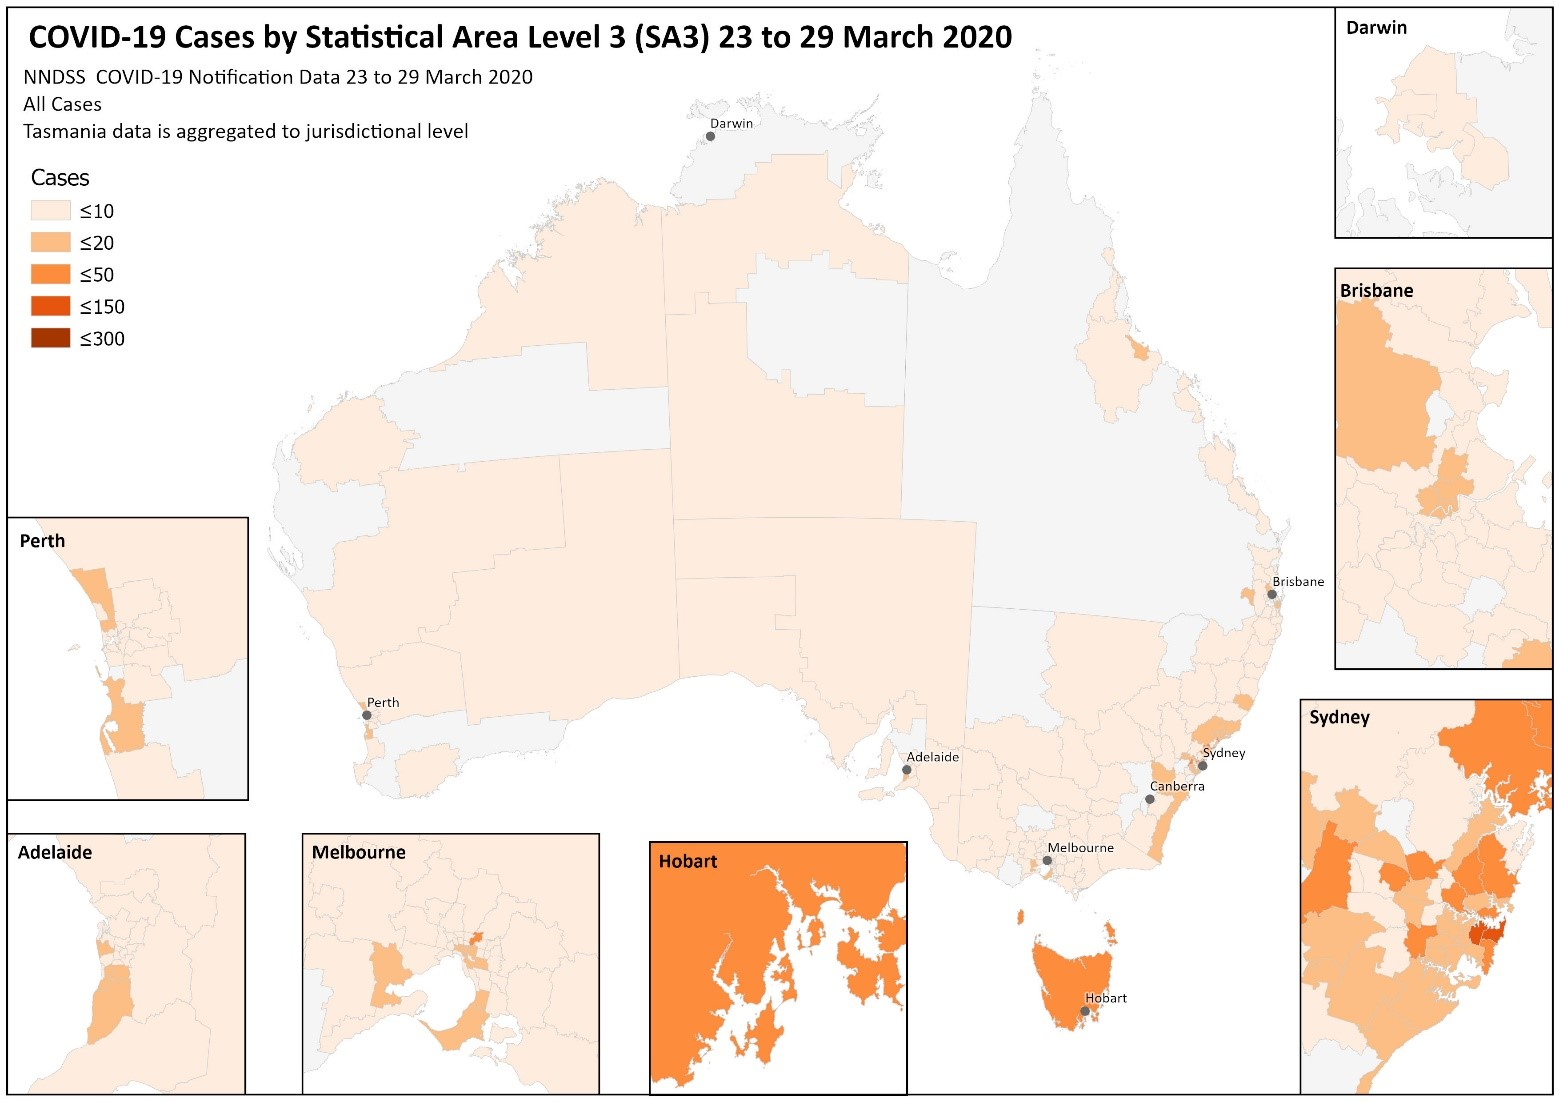 COVID-19 Cases by Statistical Area Level 3 (SA3) 23 to 29 March 2020
NNDSS  COVID-19 Notification Data 23 to 29 March 2020
All Cases
Tasmania data is aggregated to jurisdictional level
Cases
≤10
≤20
≤50
≤150
≤300
Darwin
Brisbane
Perth
Adelaide
Sydney
Canberra
Melbourne
Hobart
Darwin
Brisbane
Perth
Sydney
Adelaide
Melbourne
Hobart